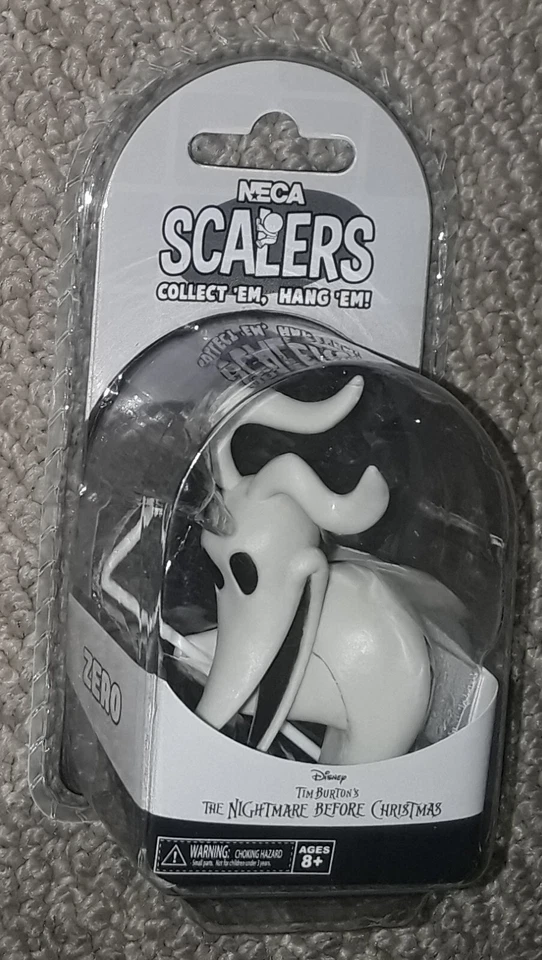 NECA
SCALERS
COLLECT 'EM, HANG 'EM!
ZERO
Disney
TIM BURTON'S
THE NIGHTMARE BEFORE CHRISTMAS
WARNING: CHOKING HAZARD
Small parts. Not for children under 3 years.
AGES
8+